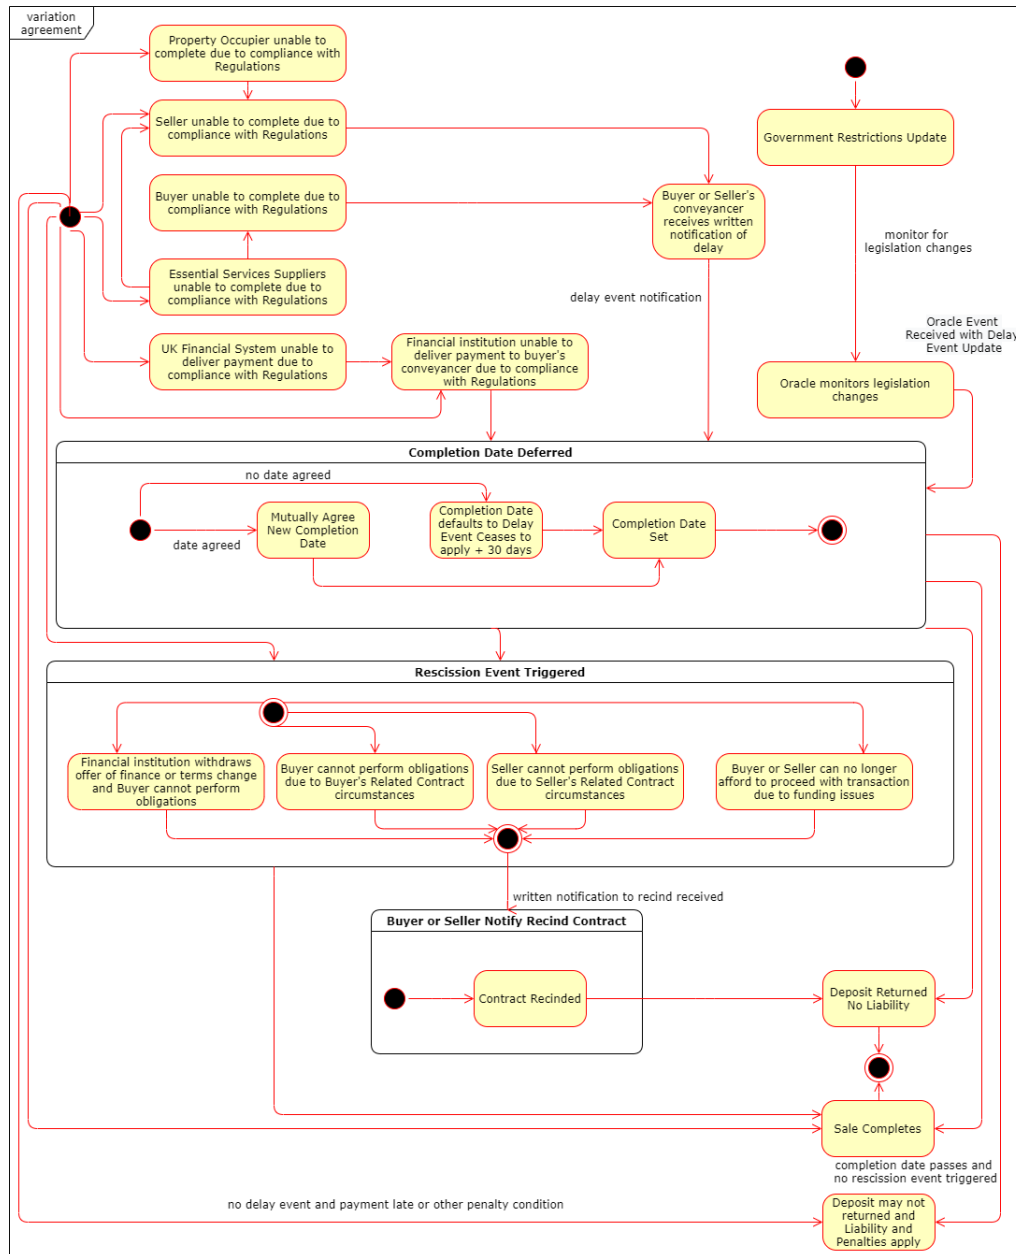 variation
agreement
Property Occupier unable to
complete due to compliance with
Regulations
Seller unable to complete due to
compliance with Regulations
Government Restrictions Update
Buyer unable to complete due to
compliance with Regulations
Buyer or Seller's
conveyancer
receives written
notification of
delay
monitor for
legislation changes
Essential Services Suppliers
unable to complete due to
compliance with Regulations
delay event notification
Oracle Event
Received with Delay
Event Update
UK Financial System unable to
deliver payment due to
compliance with Regulations
Financial institution unable to
deliver payment to buyer's
conveyancer due to compliance
with Regulations
Oracle monitors legislation
changes
Completion Date Deferred
no date agreed
date agreed
Mutually Agree
New Completion
Date
Completion Date
defaults to Delay
Event Ceases to
apply + 30 days
Completion Date
Set
Rescission Event Triggered
Financial institution withdraws
offer of finance or terms change
and Buyer cannot perform
obligations
Buyer cannot perform obligations
due to Buyer's Related Contract
circumstances
Seller cannot perform obligations
due to Seller's Related Contract
circumstances
Buyer or Seller can no longer
afford to proceed with transaction
due to funding issues
written notification to recind received
Buyer or Seller Notify Recind Contract
Contract Recinded
Deposit Returned
No Liability
Sale Completes
completion date passes and
no rescission event triggered
no delay event and payment late or other penalty condition
Deposit may not
returned and
Liability and
Penalties apply